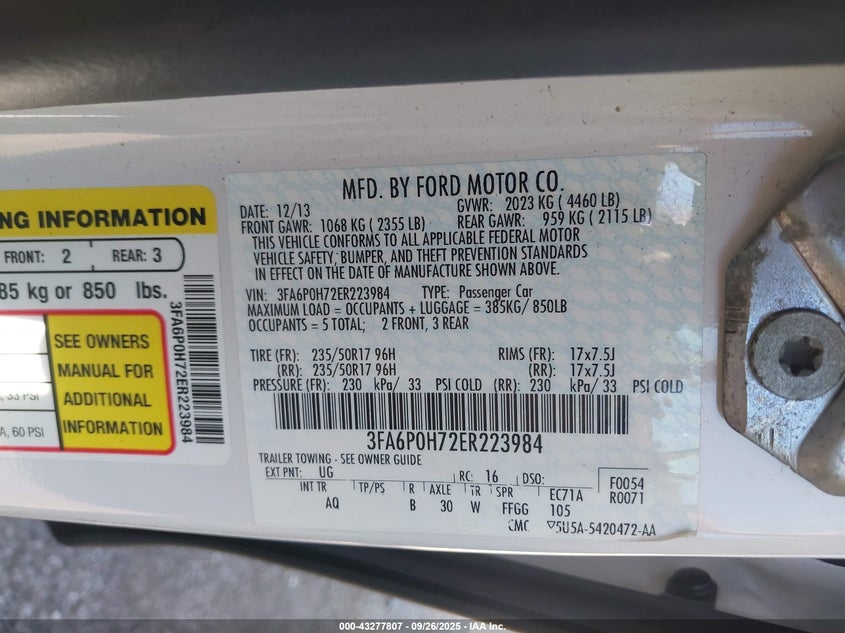 NG INFORMATION
FRONT: 2 REAR: 3
85 kg or 850 lbs.
SEE OWNERS
MANUAL FOR
ADDITIONAL
INFORMATION
33 PSI
A, 60 PSI
3FA6P0H72ER223984
MFD. BY FORD MOTOR CO.
DATE: 12/13 GVWR: 2023 KG ( 4460 LB)
FRONT GAWR: 1068 KG ( 2355 LB) REAR GAWR: 959 KG ( 2115 LB)
THIS VEHICLE CONFORMS TO ALL APPLICABLE FEDERAL MOTOR
VEHICLE SAFETY, BUMPER, AND THEFT PREVENTION STANDARDS
IN EFFECT ON THE DATE OF MANUFACTURE SHOWN ABOVE.
VIN: 3FA6P0H72ER223984 TYPE: Passenger Car
MAXIMUM LOAD = OCCUPANTS + LUGGAGE = 385KG/ 850LB
OCCUPANTS = 5 TOTAL; 2 FRONT, 3 REAR
TIRE (FR): 235/50R17 96H RIMS (FR): 17x7.5J
(RR): 235/50R17 96H (RR): 17x7.5J
PRESSURE (FR): 230 kPa/ 33 PSI COLD (RR): 230 kPa/ 33 PSI COLD
3FA6P0H72ER223984
TRAILER TOWING - SEE OWNER GUIDE
EXT PNT: UG RC: 16 DSO: F0054
INT TR TP/PS R AXLE TR SPR EC71A R0071
AQ B 30 W FFGG 105
5U5A-5420472-AA
000-43277807 - 09/26/2025 - IAA Inc.